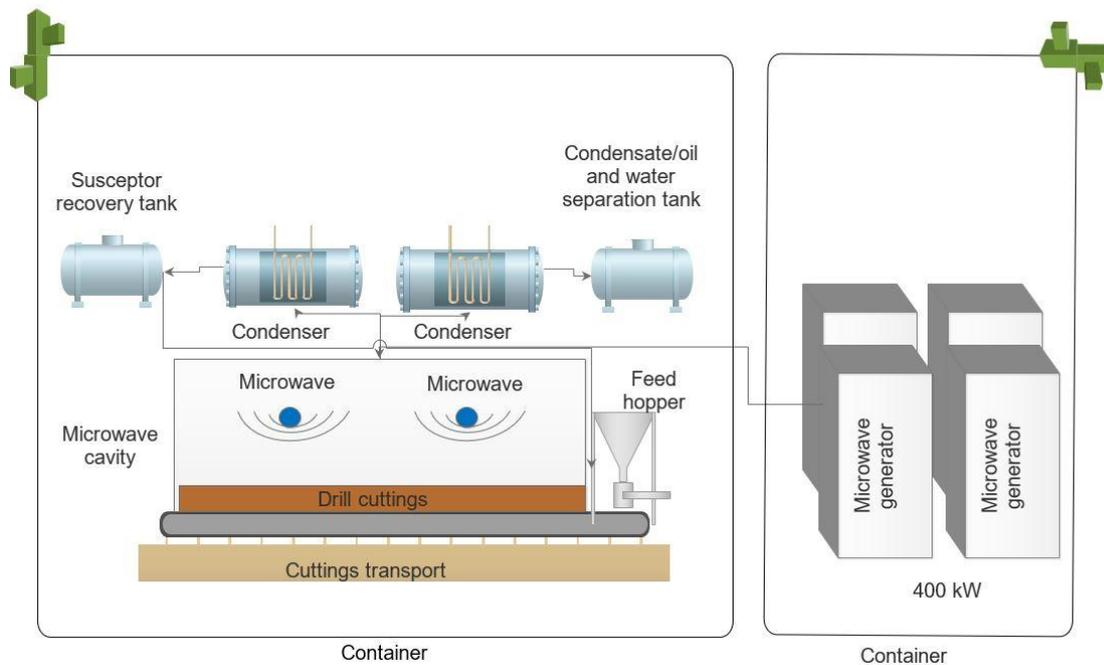 Susceptor
recovery tank
Condensate/oil
and water
separation tank
Condenser
Condenser
Microwave
Microwave
Feed
hopper
Microwave
cavity
Drill cuttings
Cuttings transport
Container
Microwave
generator
Microwave
generator
400 kW
Container